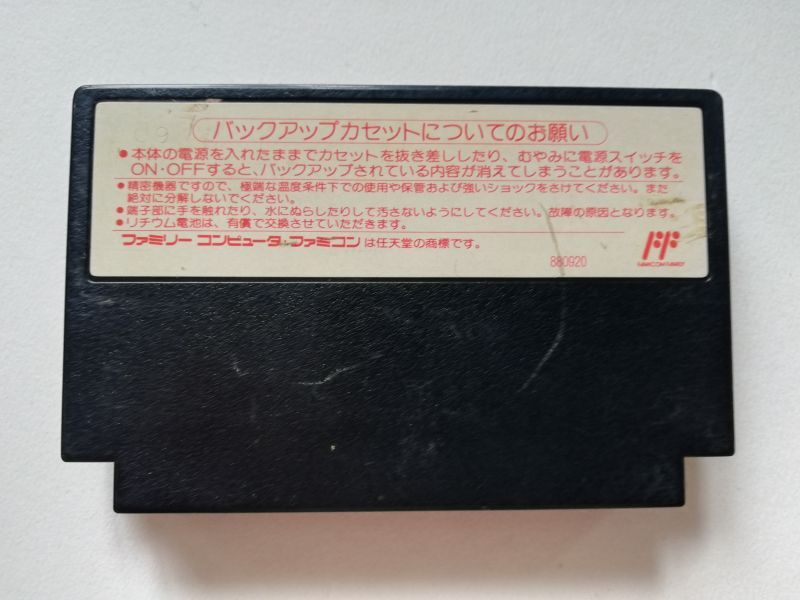 バックアップカセットについてのお願い
●本体の電源を入れたままでカセットを抜き差ししたり、むやみに電源スイッチを
ON・OFFすると、バックアップされている内容が消えてしまうことがあります。
●精密機器ですので、極端な温度条件下での使用や保管および強いショックをさけてください。また
絶対に分解しないでください。
●端子部に手を触れたり、水にぬらしたりして汚さないようにしてください。故障の原因となります。
●リチウム電池は、有償で交換させていただきます。
ファミリーコンピュータ・ファミコンは任天堂の商標です。
880920
FAMICOM FAMILY